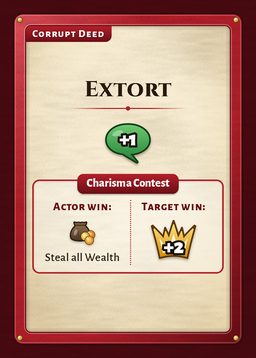 Corrupt Deed
Extort
+1
Charisma Contest
Actor win:
Steal all Wealth
Target win:
+2